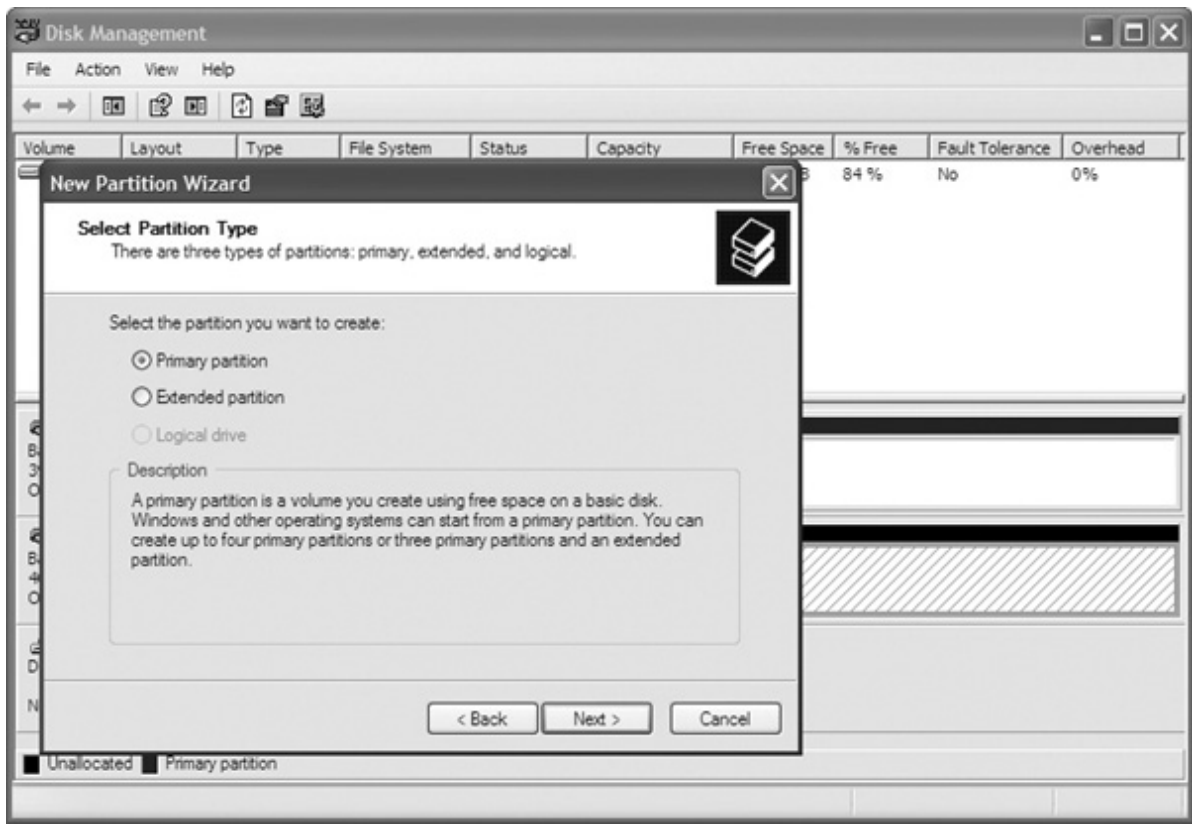 Disk Management
File Action View Help
Volume Layout Type File System Status Capacity Free Space % Free Fault Tolerance Overhead
84 % No 0%
New Partition Wizard
Select Partition Type
There are three types of partitions: primary, extended, and logical.
Select the partition you want to create:
Primary partition
Extended partition
Logical drive
Description
A primary partition is a volume you create using free space on a basic disk.
Windows and other operating systems can start from a primary partition. You can
create up to four primary partitions or three primary partitions and an extended
partition.
< Back Next > Cancel
Unallocated Primary partition